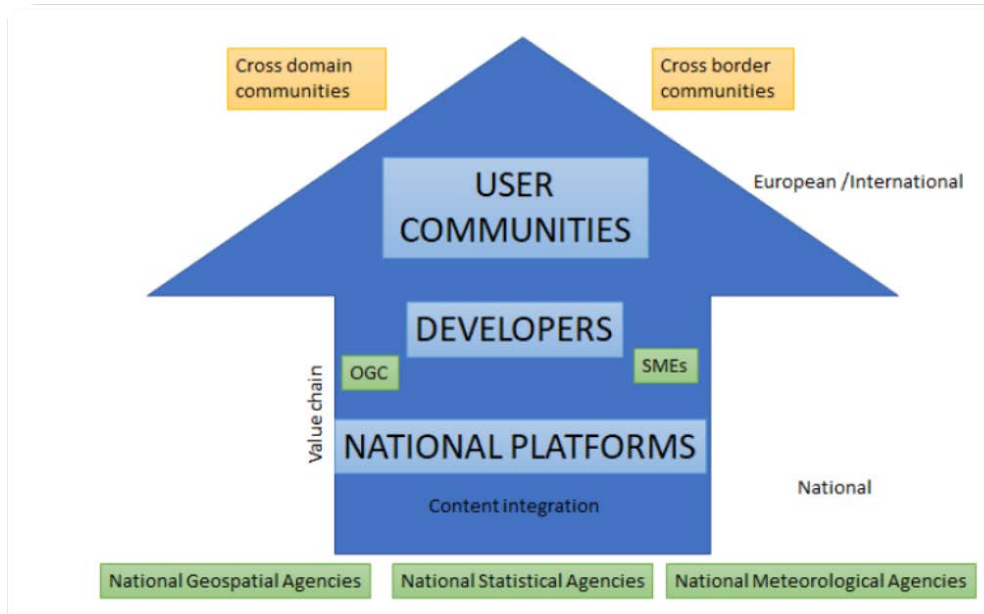 Cross domain
communities
Cross border
communities
USER
COMMUNITIES
European /International
DEVELOPERS
OGC
SMEs
Value chain
NATIONAL PLATFORMS
National
Content integration
National Geospatial Agencies
National Statistical Agencies
National Meteorological Agencies